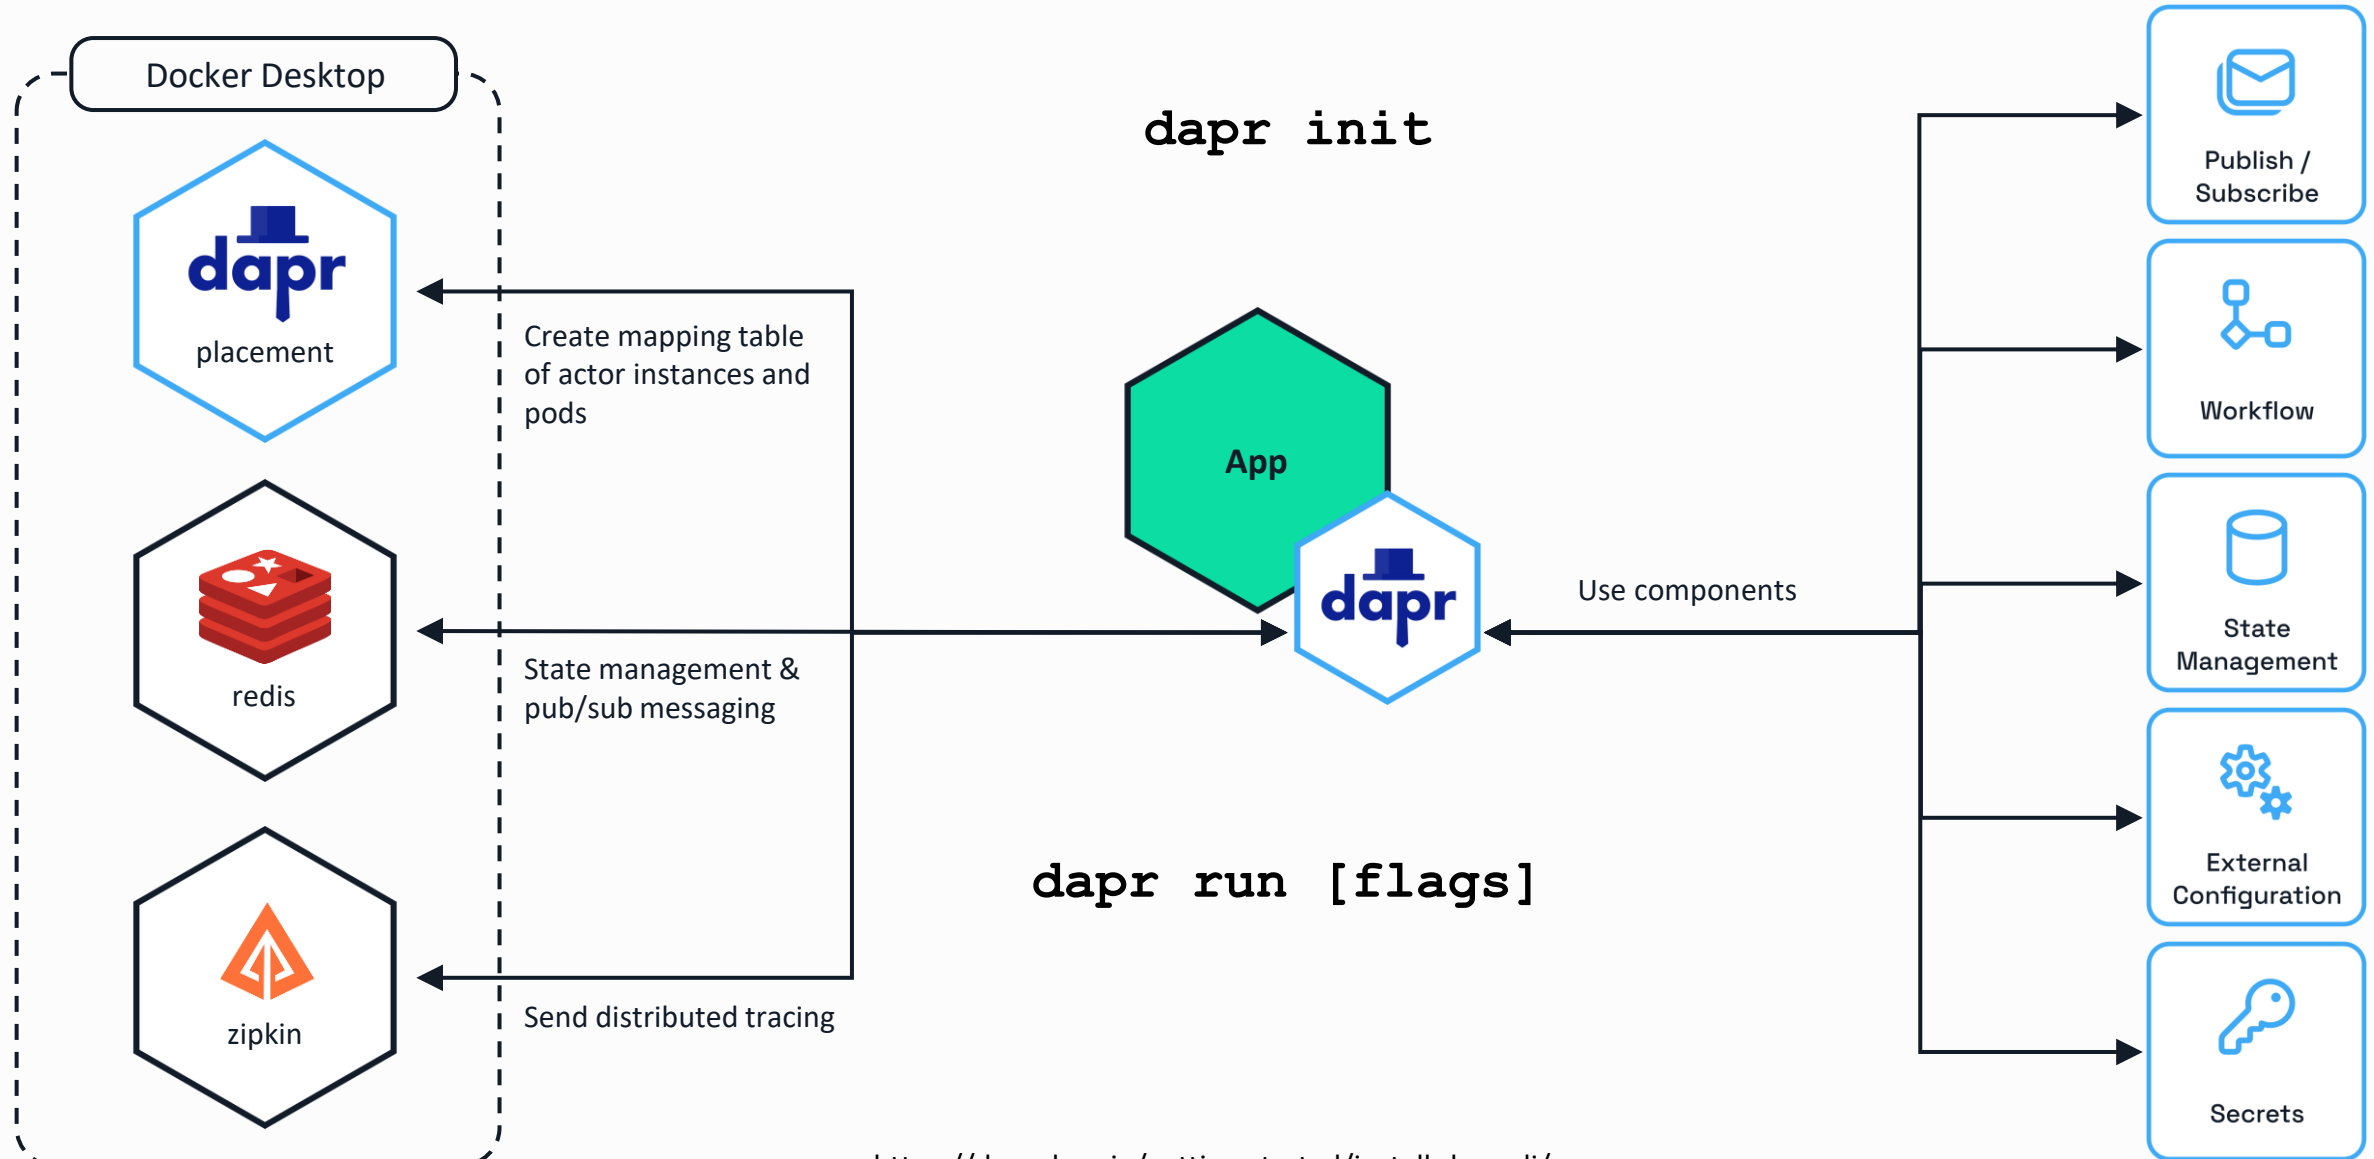 Docker Desktop
dapr
placement
redis
zipkin
Create mapping table
of actor instances and
pods
State management &
pub/sub messaging
Send distributed tracing
dapr init
App
dapr
dapr run [flags]
Use components
Publish /
Subscribe
Workflow
State
Management
External
Configuration
Secrets